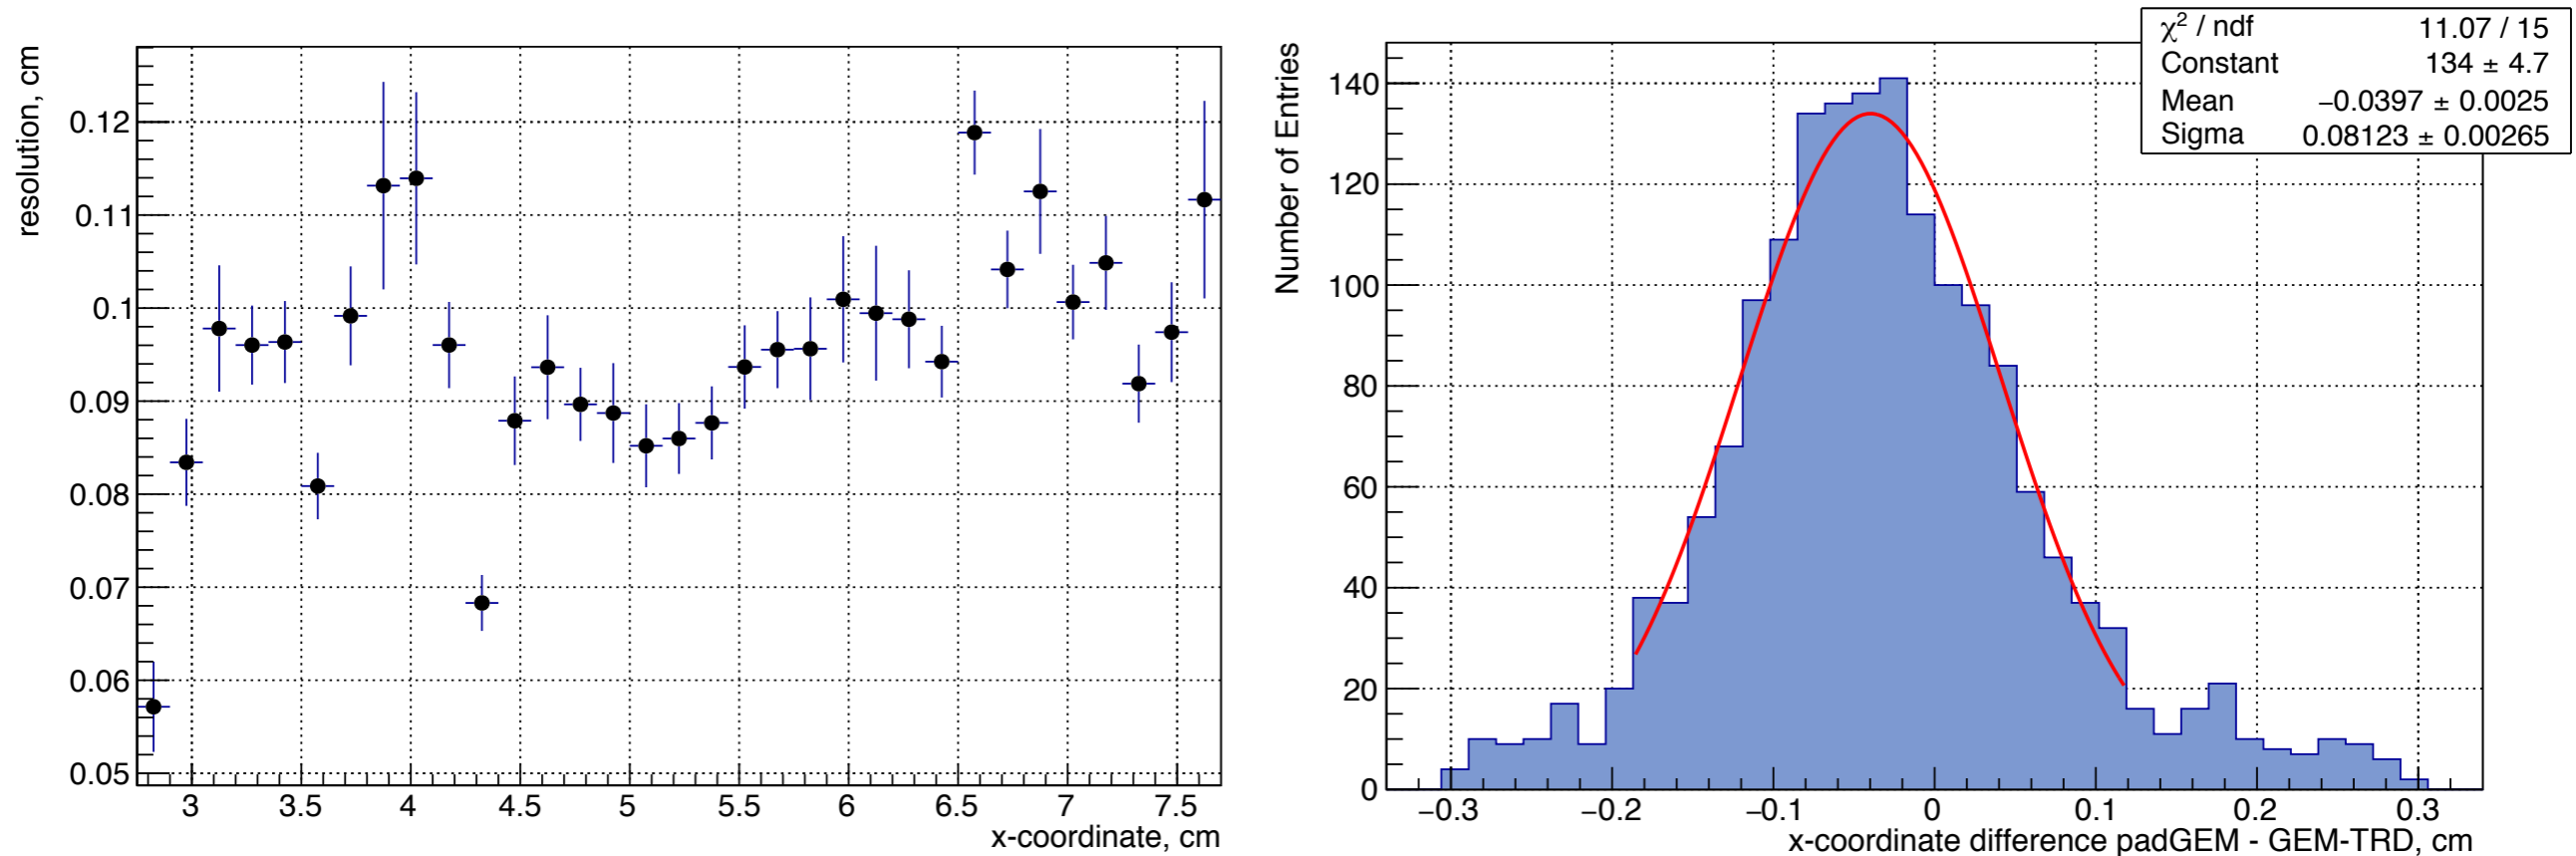 resolution, cm
0.12
0.11
0.1
0.09
0.08
0.07
0.06
0.05
3 3.5 4 4.5 5 5.5 6 6.5 7 7.5
x-coordinate, cm
Number of Entries
140
120
100
80
60
40
20
0
−0.3 −0.2 −0.1 0 0.1 0.2 0.3
x-coordinate difference padGEM - GEM-TRD, cm
χ² / ndf 11.07 / 15
Constant 134 ± 4.7
Mean −0.0397 ± 0.0025
Sigma 0.08123 ± 0.00265